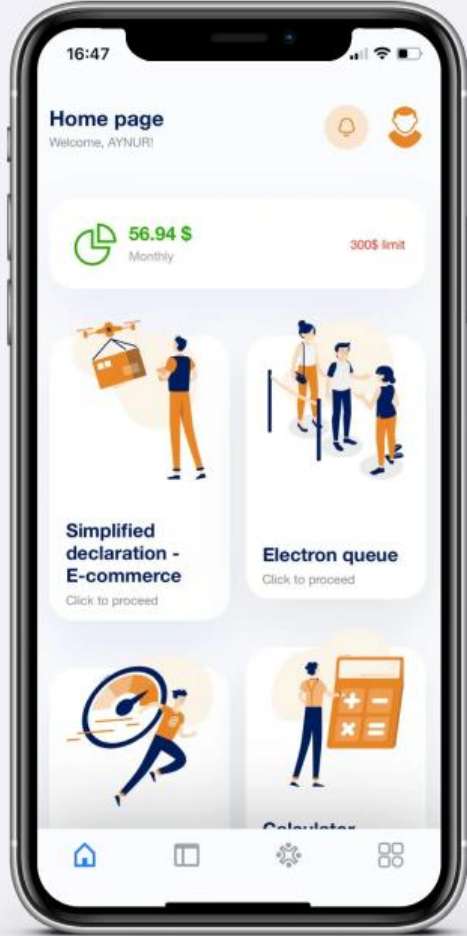 16:47
Home page
Welcome, AYNUR!
56.94 $
Monthly
300$ limit
Simplified
declaration -
E-commerce
Click to proceed
Electron queue
Click to proceed
Calculator